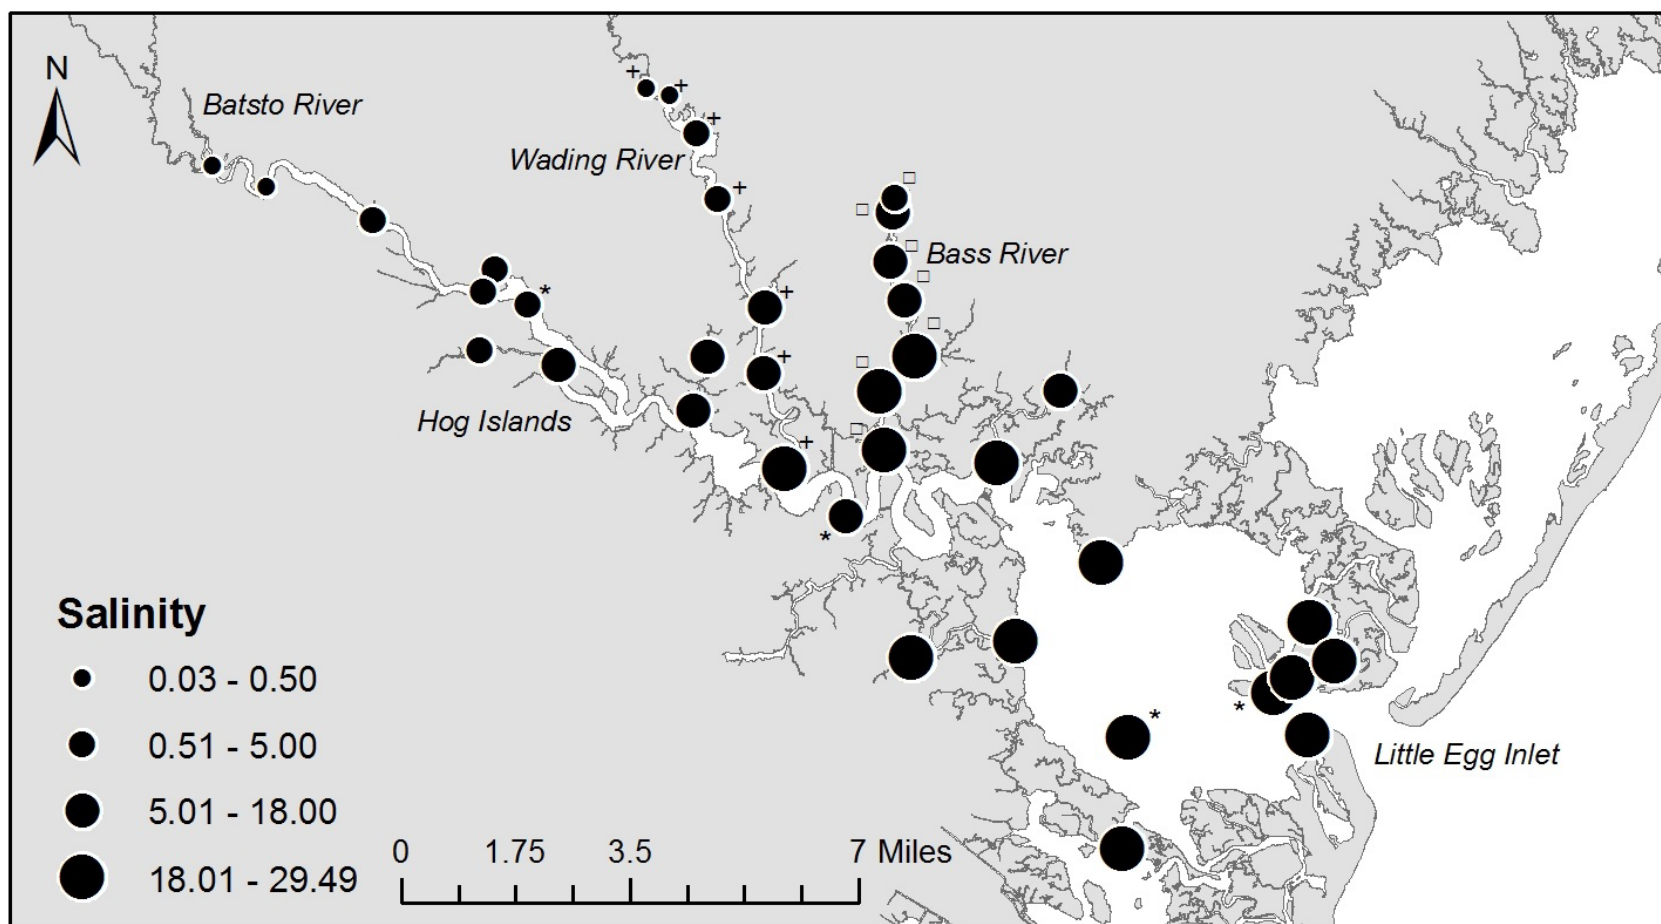 N
Batsto River
Wading River
Bass River
Hog Islands
Little Egg Inlet
Salinity
0.03 - 0.50
0.51 - 5.00
5.01 - 18.00
18.01 - 29.49
0 1.75 3.5 7 Miles